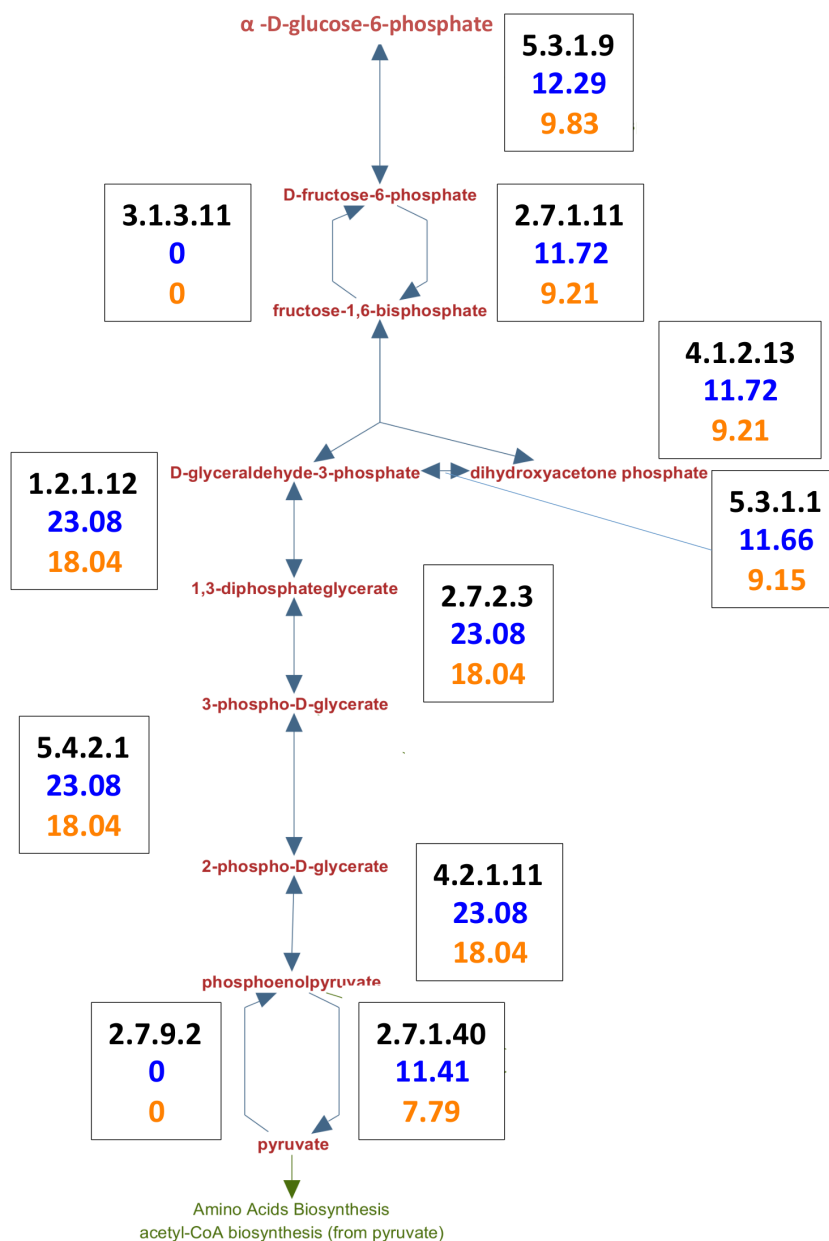 α -D-glucose-6-phosphate
5.3.1.9
12.29
9.83
D-fructose-6-phosphate
3.1.3.11
0
0
2.7.1.11
11.72
9.21
fructose-1,6-bisphosphate
4.1.2.13
11.72
9.21
D-glyceraldehyde-3-phosphate
dihydroxyacetone phosphate
1.2.1.12
23.08
18.04
5.3.1.1
11.66
9.15
1,3-diphosphateglycerate
2.7.2.3
23.08
18.04
3-phospho-D-glycerate
5.4.2.1
23.08
18.04
2-phospho-D-glycerate
4.2.1.11
23.08
18.04
phosphoenolpyruvate
2.7.9.2
0
0
2.7.1.40
11.41
7.79
pyruvate
Amino Acids Biosynthesis
acetyl-CoA biosynthesis (from pyruvate)